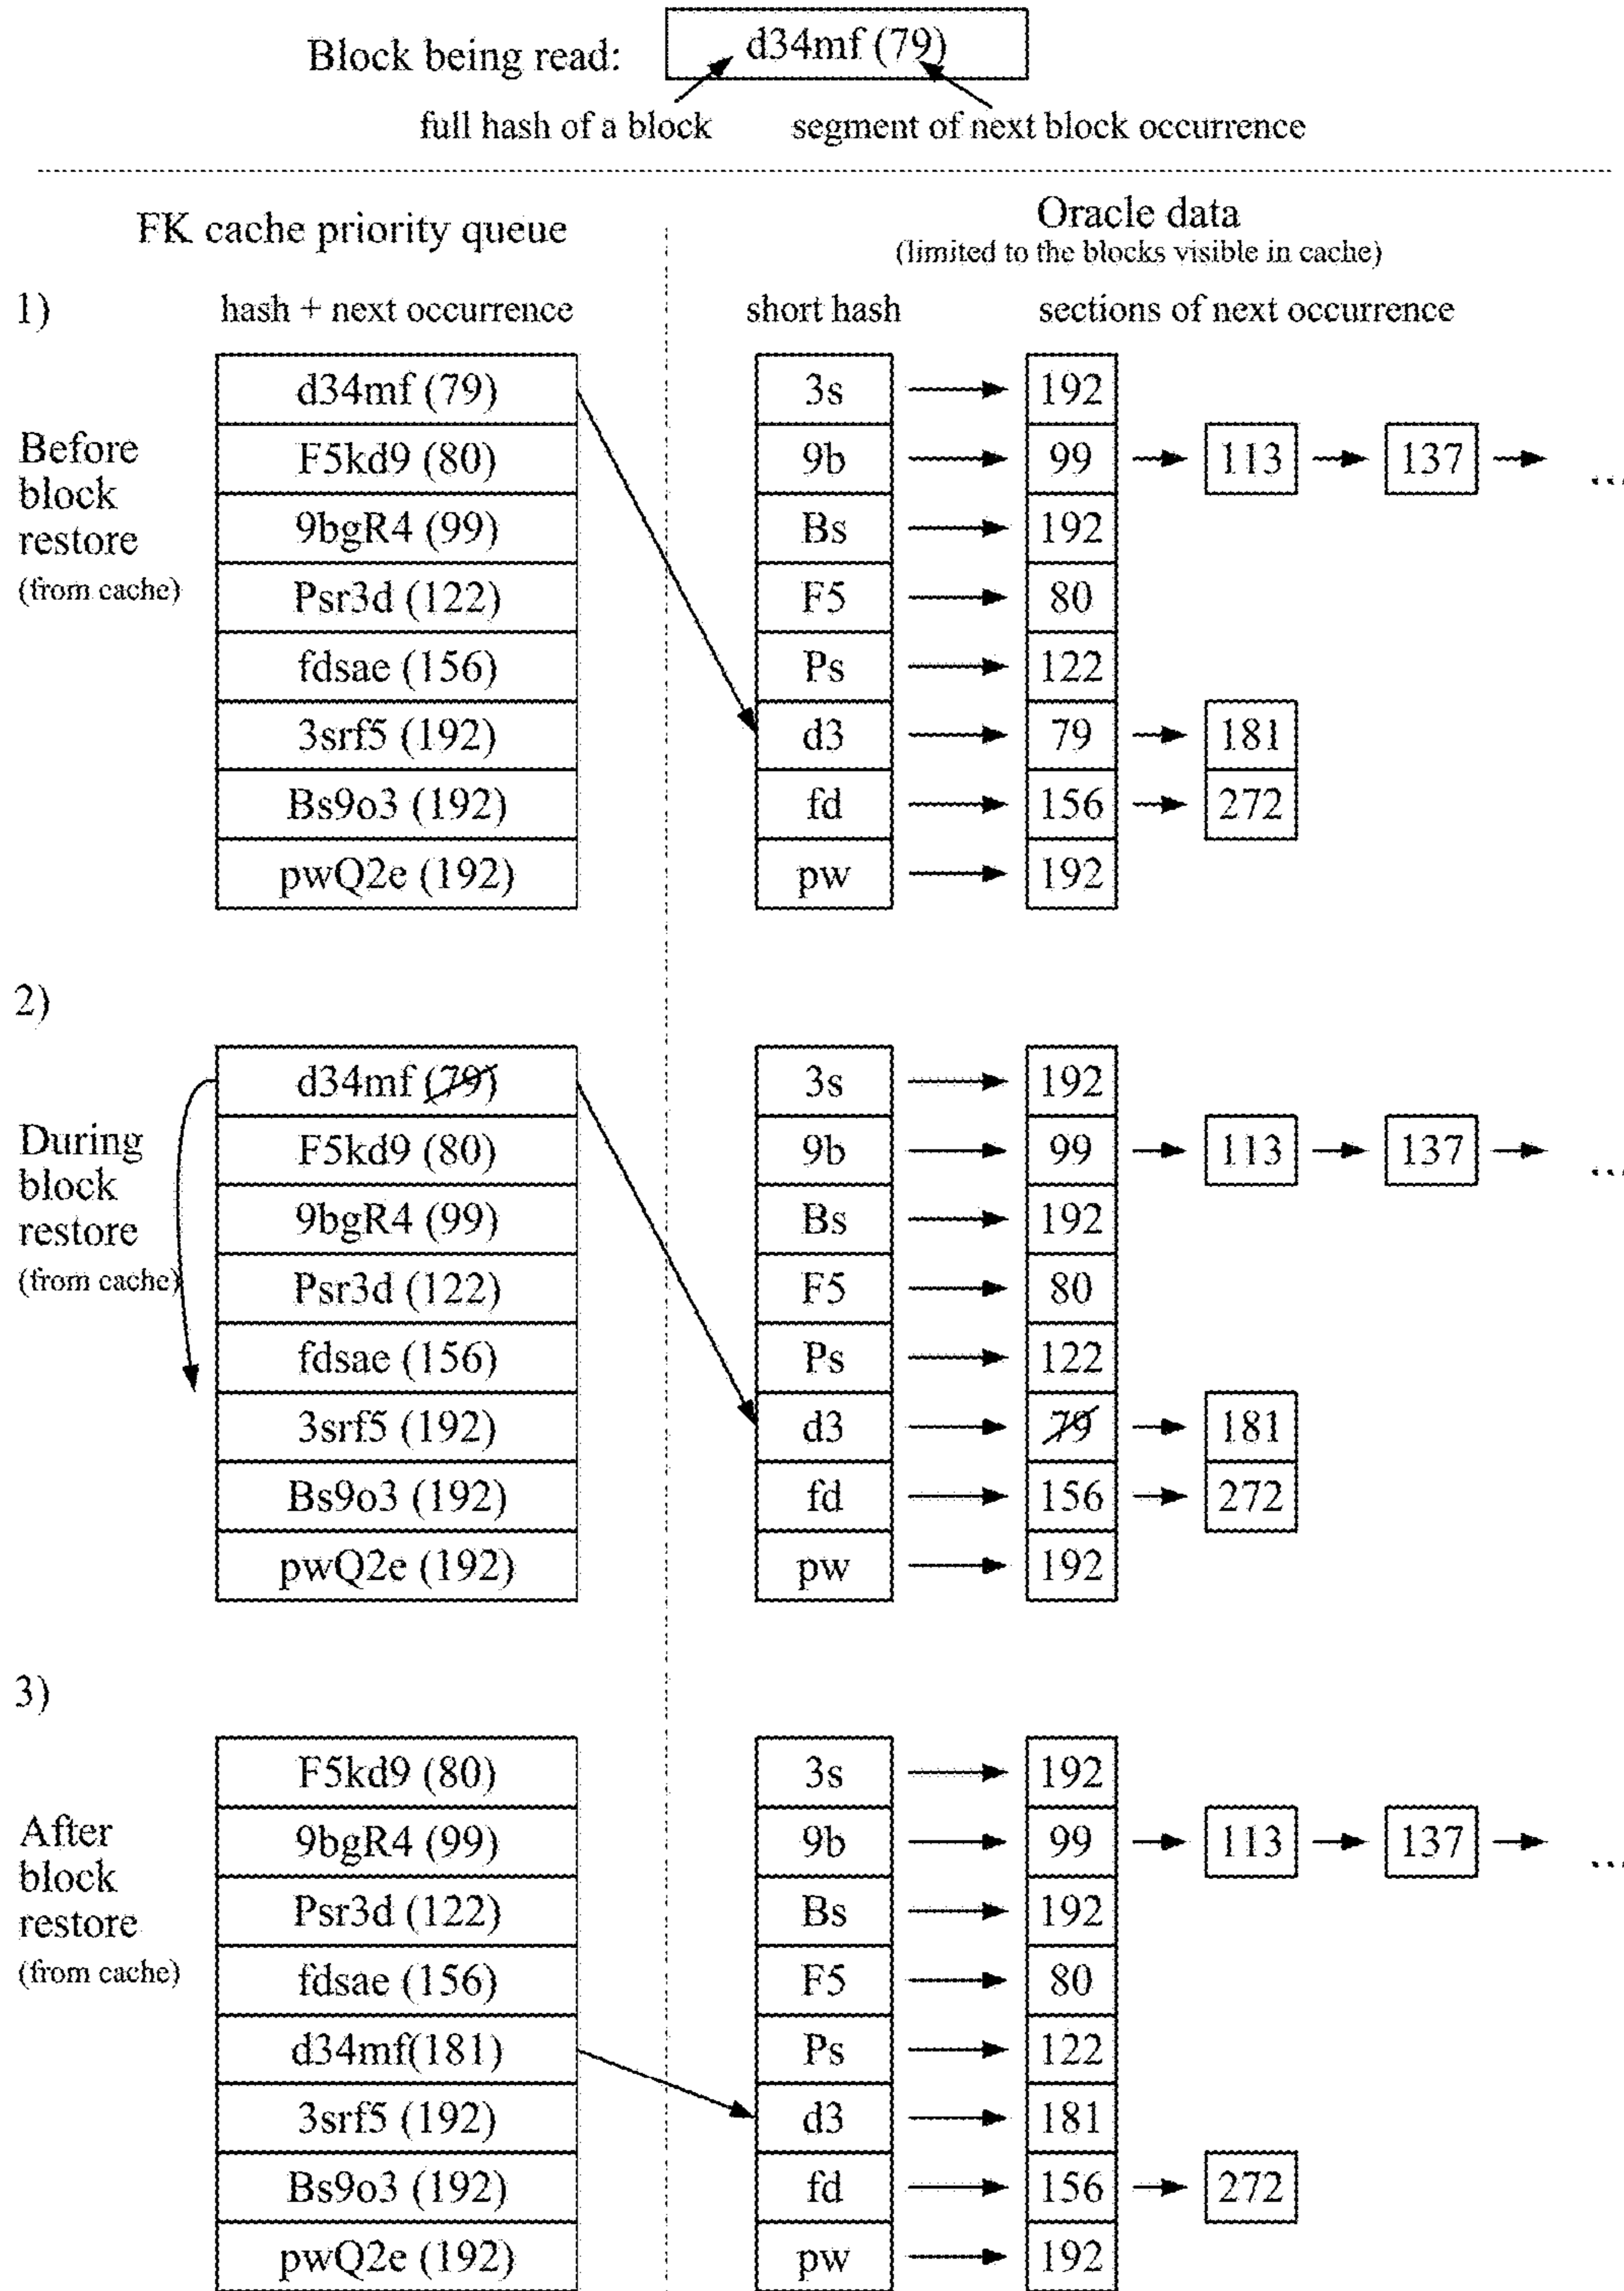 Block being read: d34mf (79)
full hash of a block segment of next block occurrence
FK cache priority queue
Oracle data
(limited to the blocks visible in cache)
1) hash + next occurrence short hash sections of next occurrence
Before
block
restore
(from cache)
d34mf (79) 3s 192
F5kd9 (80) 9b 99 113 137 ...
9bgR4 (99) Bs 192
Psr3d (122) F5 80
fdsae (156) Ps 122
3srf5 (192) d3 79 181
Bs9o3 (192) fd 156 272
pwQ2e (192) pw 192
2)
During
block
restore
(from cache)
d34mf (79) 3s 192
F5kd9 (80) 9b 99 113 137 ...
9bgR4 (99) Bs 192
Psr3d (122) F5 80
fdsae (156) Ps 122
3srf5 (192) d3 79 181
Bs9o3 (192) fd 156 272
pwQ2e (192) pw 192
3)
After
block
restore
(from cache)
F5kd9 (80) 3s 192
9bgR4 (99) 9b 99 113 137 ...
Psr3d (122) Bs 192
fdsae (156) F5 80
d34mf(181) Ps 122
3srf5 (192) d3 181
Bs9o3 (192) fd 156 272
pwQ2e (192) pw 192